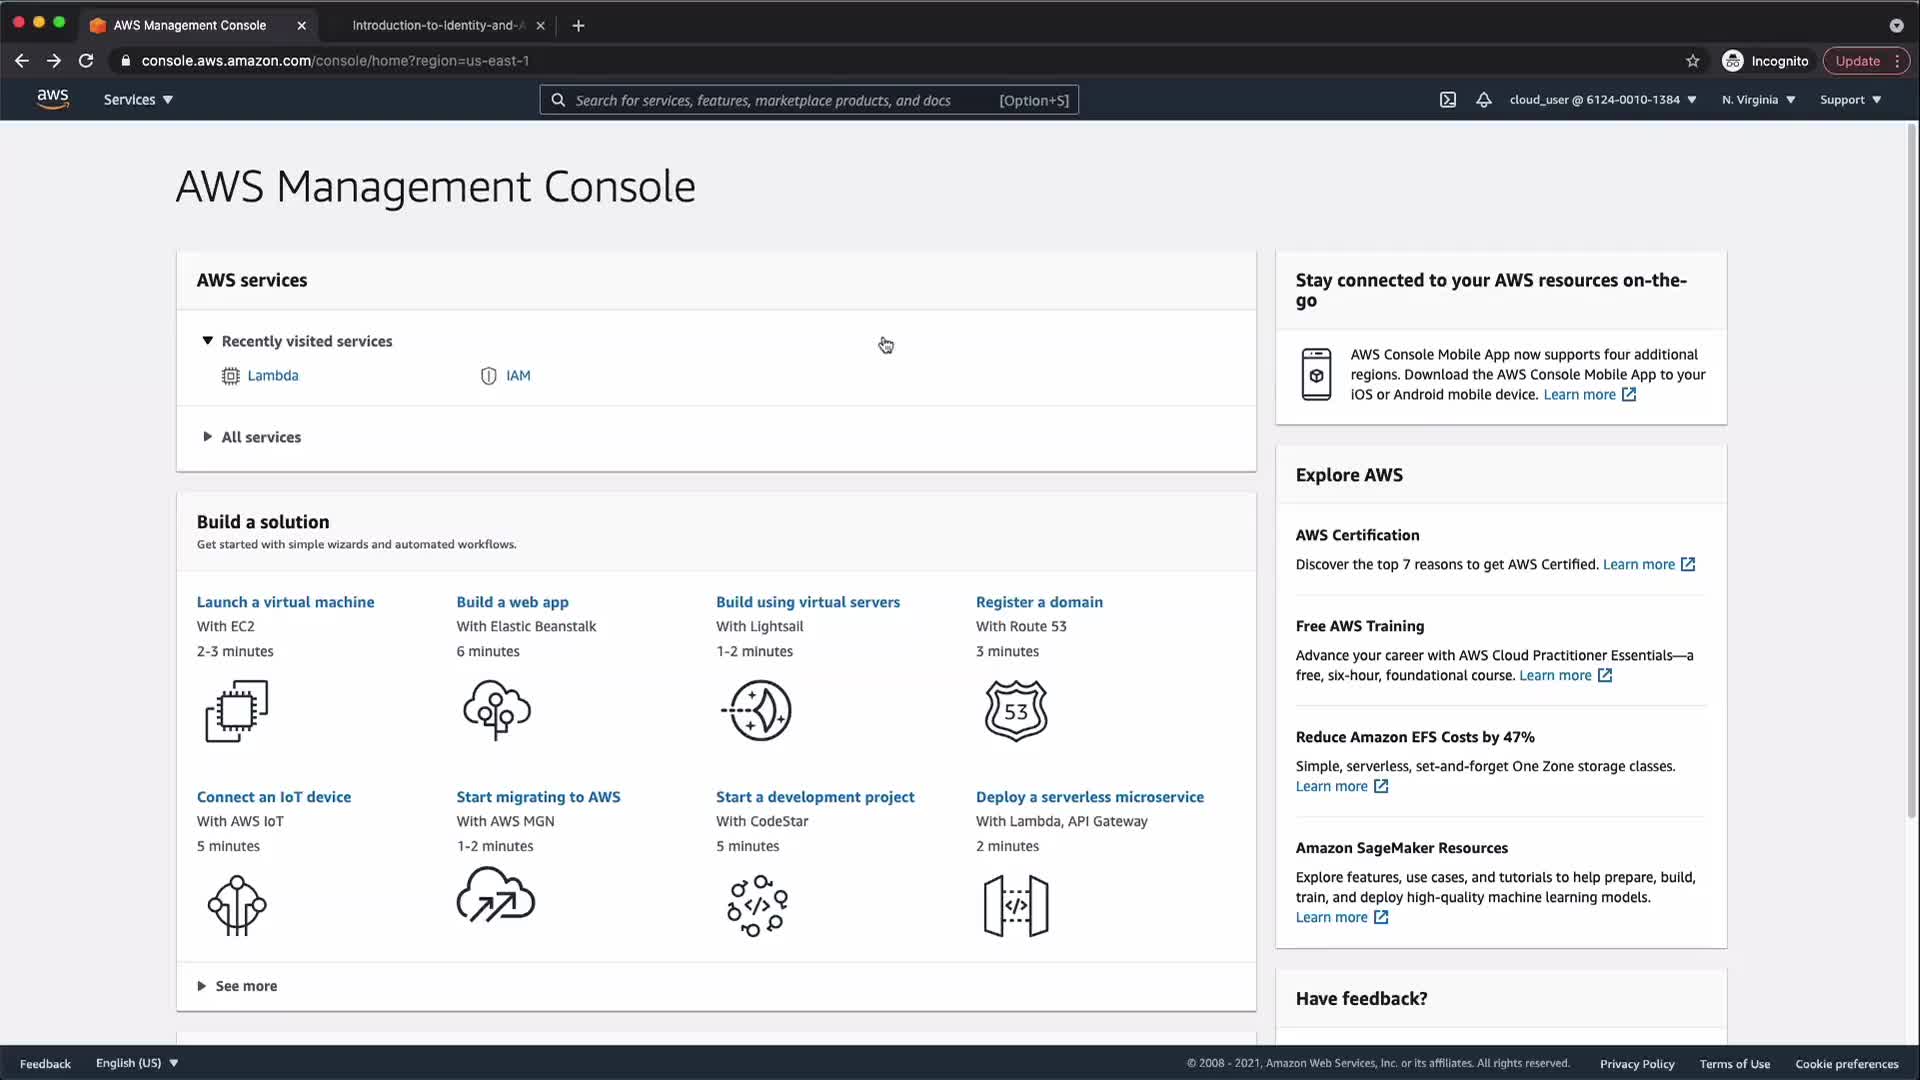 AWS Management Console
Introduction-to-Identity-and-A
console.aws.amazon.com/console/home?region=us-east-1
Incognito
Update
aws
Services
Search for services, features, marketplace products, and docs
[Option+S]
cloud_user @ 6124-0010-1384
N. Virginia
Support
AWS Management Console
AWS services
Recently visited services
Lambda
IAM
All services
Build a solution
Get started with simple wizards and automated workflows.
Launch a virtual machine
With EC2
2-3 minutes
Build a web app
With Elastic Beanstalk
6 minutes
Build using virtual servers
With Lightsail
1-2 minutes
Register a domain
With Route 53
3 minutes
53
Connect an IoT device
With AWS IoT
5 minutes
Start migrating to AWS
With AWS MGN
1-2 minutes
Start a development project
With CodeStar
5 minutes
</>
Deploy a serverless microservice
With Lambda, API Gateway
2 minutes
</>
See more
Stay connected to your AWS resources on-the-
go
AWS Console Mobile App now supports four additional
regions. Download the AWS Console Mobile App to your
iOS or Android mobile device. Learn more
Explore AWS
AWS Certification
Discover the top 7 reasons to get AWS Certified. Learn more
Free AWS Training
Advance your career with AWS Cloud Practitioner Essentials—a
free, six-hour, foundational course. Learn more
Reduce Amazon EFS Costs by 47%
Simple, serverless, set-and-forget One Zone storage classes.
Learn more
Amazon SageMaker Resources
Explore features, use cases, and tutorials to help prepare, build,
train, and deploy high-quality machine learning models.
Learn more
Have feedback?
Feedback
English (US)
© 2008 - 2021, Amazon Web Services, Inc. or its affiliates. All rights reserved.
Privacy Policy
Terms of Use
Cookie preferences